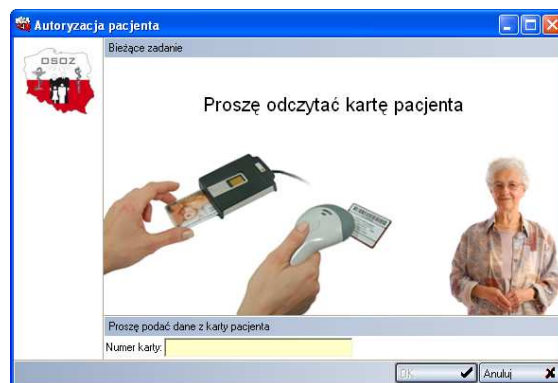 Autoryzacja pacjenta
Bieżące zadanie
OSOZ
Proszę odczytać kartę pacjenta
Proszę podać dane z karty pacjenta
Numer karty:
OK
Anuluj